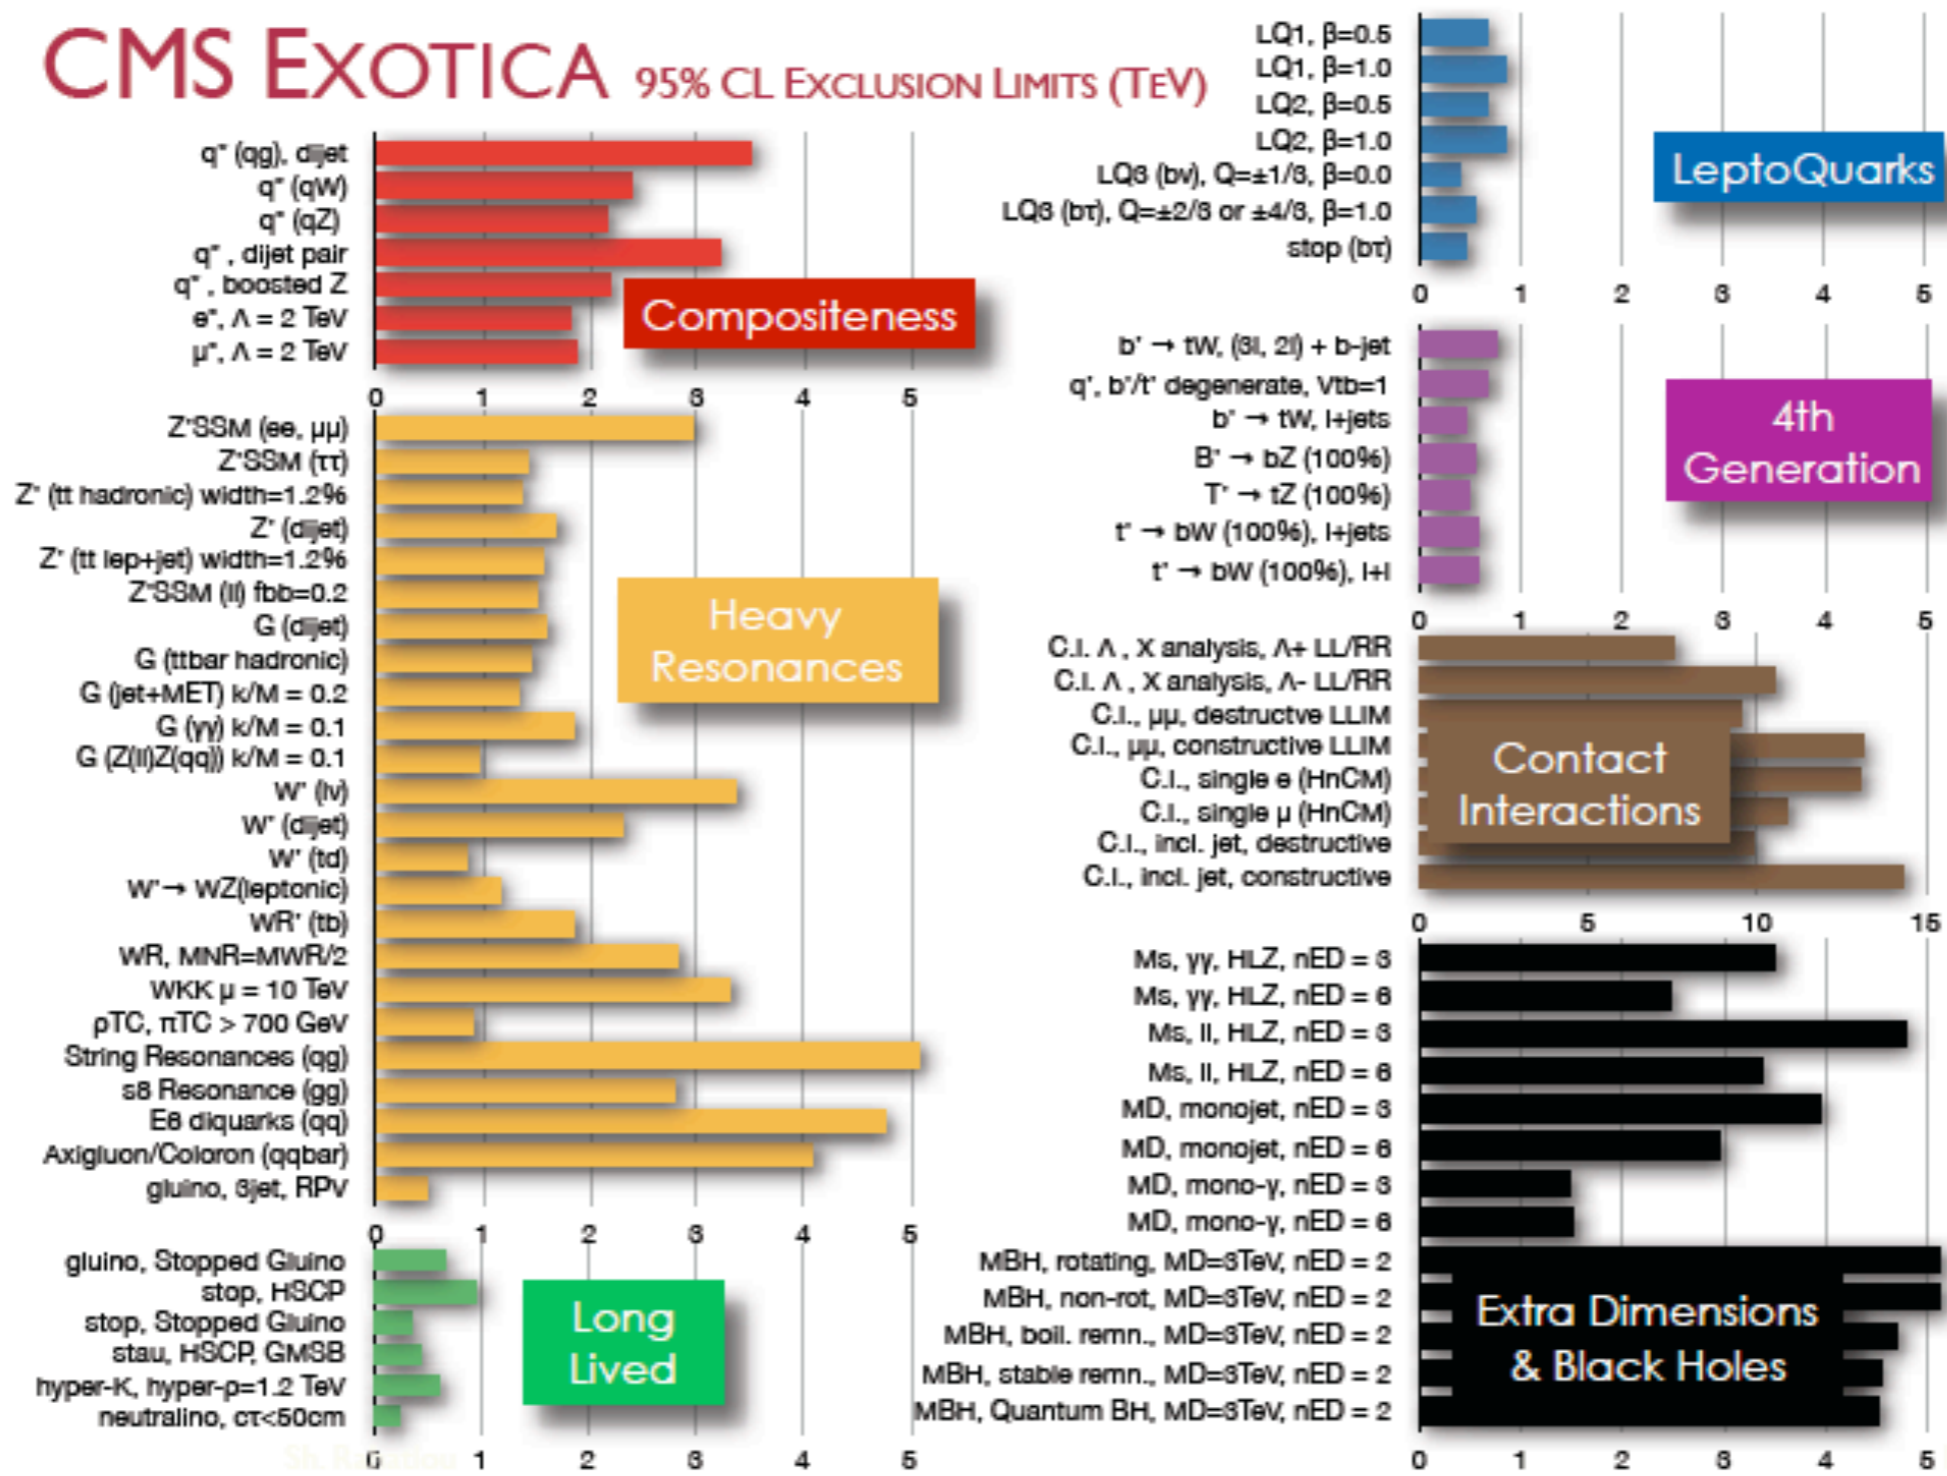 CMS EXOTICA 95% CL EXCLUSION LIMITS (TEV)
q* (qg), dijet
q* (qW)
q* (qZ)
q* , dijet pair
q* , boosted Z
e*, Λ = 2 TeV
μ*, Λ = 2 TeV
Compositeness
0 1 2 3 4 5
Z'SSM (ee, μμ)
Z'SSM (ττ)
Z' (tt hadronic) width=1.2%
Z' (dijet)
Z' (tt lep+jet) width=1.2%
Z'SSM (ll) fbb=0.2
G (dijet)
G (ttbar hadronic)
G (jet+MET) k/M = 0.2
G (γγ) k/M = 0.1
G (Z(ll)Z(qq)) k/M = 0.1
W' (lν)
W' (dijet)
W' (td)
W'→ WZ(leptonic)
WR' (tb)
WR, MNR=MWR/2
WKK μ = 10 TeV
ρTC, πTC > 700 GeV
String Resonances (qg)
s8 Resonance (gg)
E6 diquarks (qq)
Axigluon/Coloron (qqbar)
gluino, 3jet, RPV
Heavy
Resonances
0 1 2 3 4 5
gluino, Stopped Gluino
stop, HSCP
stop, Stopped Gluino
stau, HSCP, GMSB
hyper-K, hyper-ρ=1.2 TeV
neutralino, cτ<50cm
Long
Lived
0 1 2 3 4 5
LQ1, β=0.5
LQ1, β=1.0
LQ2, β=0.5
LQ2, β=1.0
LQ3 (bν), Q=±1/3, β=0.0
LQ3 (bτ), Q=±2/3 or ±4/3, β=1.0
stop (bτ)
LeptoQuarks
0 1 2 3 4 5
b' → tW, (3l, 2l) + b-jet
q', b'/t' degenerate, Vtb=1
b' → tW, l+jets
B' → bZ (100%)
T' → tZ (100%)
t' → bW (100%), l+jets
t' → bW (100%), l+l
4th
Generation
0 1 2 3 4 5
C.I. Λ , X analysis, Λ+ LL/RR
C.I. Λ , X analysis, Λ- LL/RR
C.I., μμ, destructve LLIM
C.I., μμ, constructive LLIM
C.I., single e (HnCM)
C.I., single μ (HnCM)
C.I., incl. jet, destructive
C.I., incl. jet, constructive
Contact
Interactions
0 5 10 15
Ms, γγ, HLZ, nED = 3
Ms, γγ, HLZ, nED = 6
Ms, ll, HLZ, nED = 3
Ms, ll, HLZ, nED = 6
MD, monojet, nED = 3
MD, monojet, nED = 6
MD, mono-γ, nED = 3
MD, mono-γ, nED = 6
MBH, rotating, MD=3TeV, nED = 2
MBH, non-rot, MD=3TeV, nED = 2
MBH, boil. remn., MD=3TeV, nED = 2
MBH, stable remn., MD=3TeV, nED = 2
MBH, Quantum BH, MD=3TeV, nED = 2
Extra Dimensions
& Black Holes
0 1 2 3 4 5